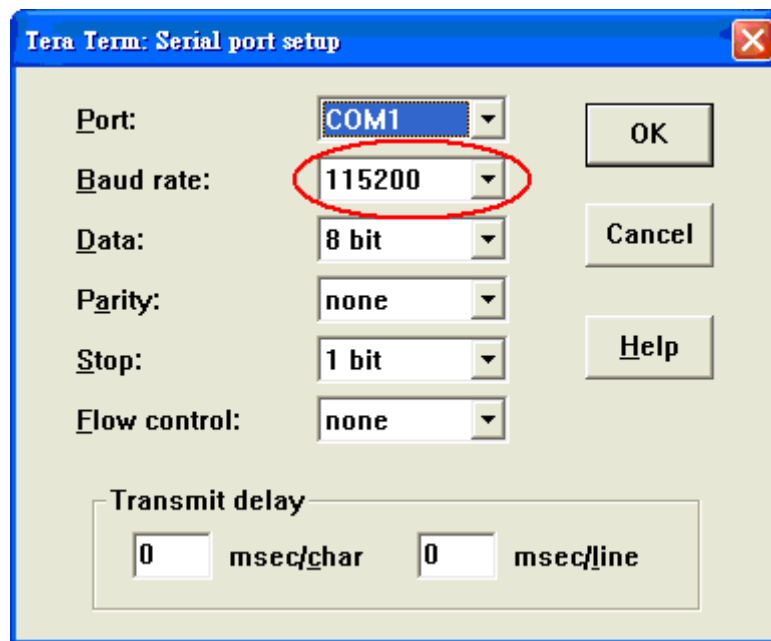 Tera Term: Serial port setup
Port: COM1
OK
Baud rate: 115200
Data: 8 bit
Cancel
Parity: none
Stop: 1 bit
Help
Flow control: none
Transmit delay
0 msec/char 0 msec/line